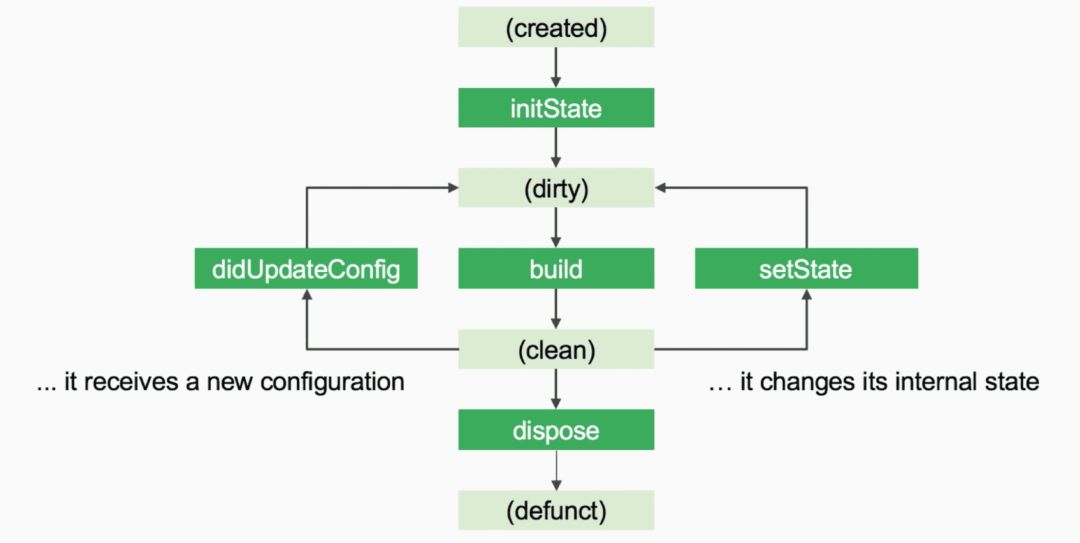 (created)
initState
(dirty)
didUpdateConfig
build
setState
(clean)
... it receives a new configuration
… it changes its internal state
dispose
(defunct)